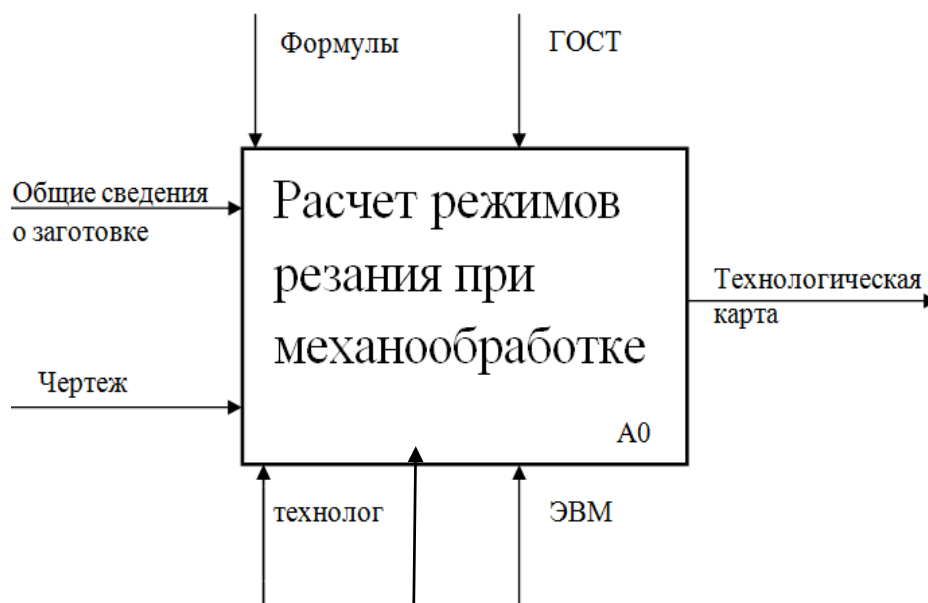 Формулы
ГОСТ
Общие сведения
о заготовке
Расчет режимов
резания при
механообработке
Технологическая
карта
Чертеж
А0
технолог
ЭВМ